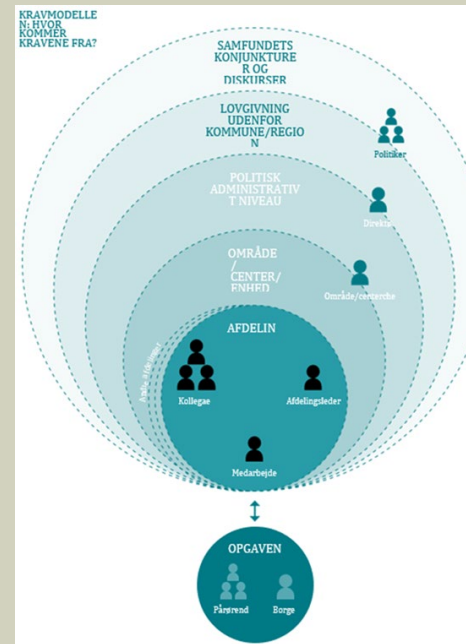 KRAVMODELLE
N: HVOR
KOMMER
KRAVENE FRA?
SAMFUNDETS
KONJUNKTURE
R OG
DISKURSER
LOVGIVNING
UDENFOR
KOMMUNE/REGIO
N
Politiker
POLITISK
ADMINISTRATIV
T NIVEAU
Direktø
OMRÅDE
/
CENTER/
ENHED
Område/centerche
AFDELIN
Kollegae
Afdelingsleder
Medarbejde
OPGAVEN
Pårørend
Borge